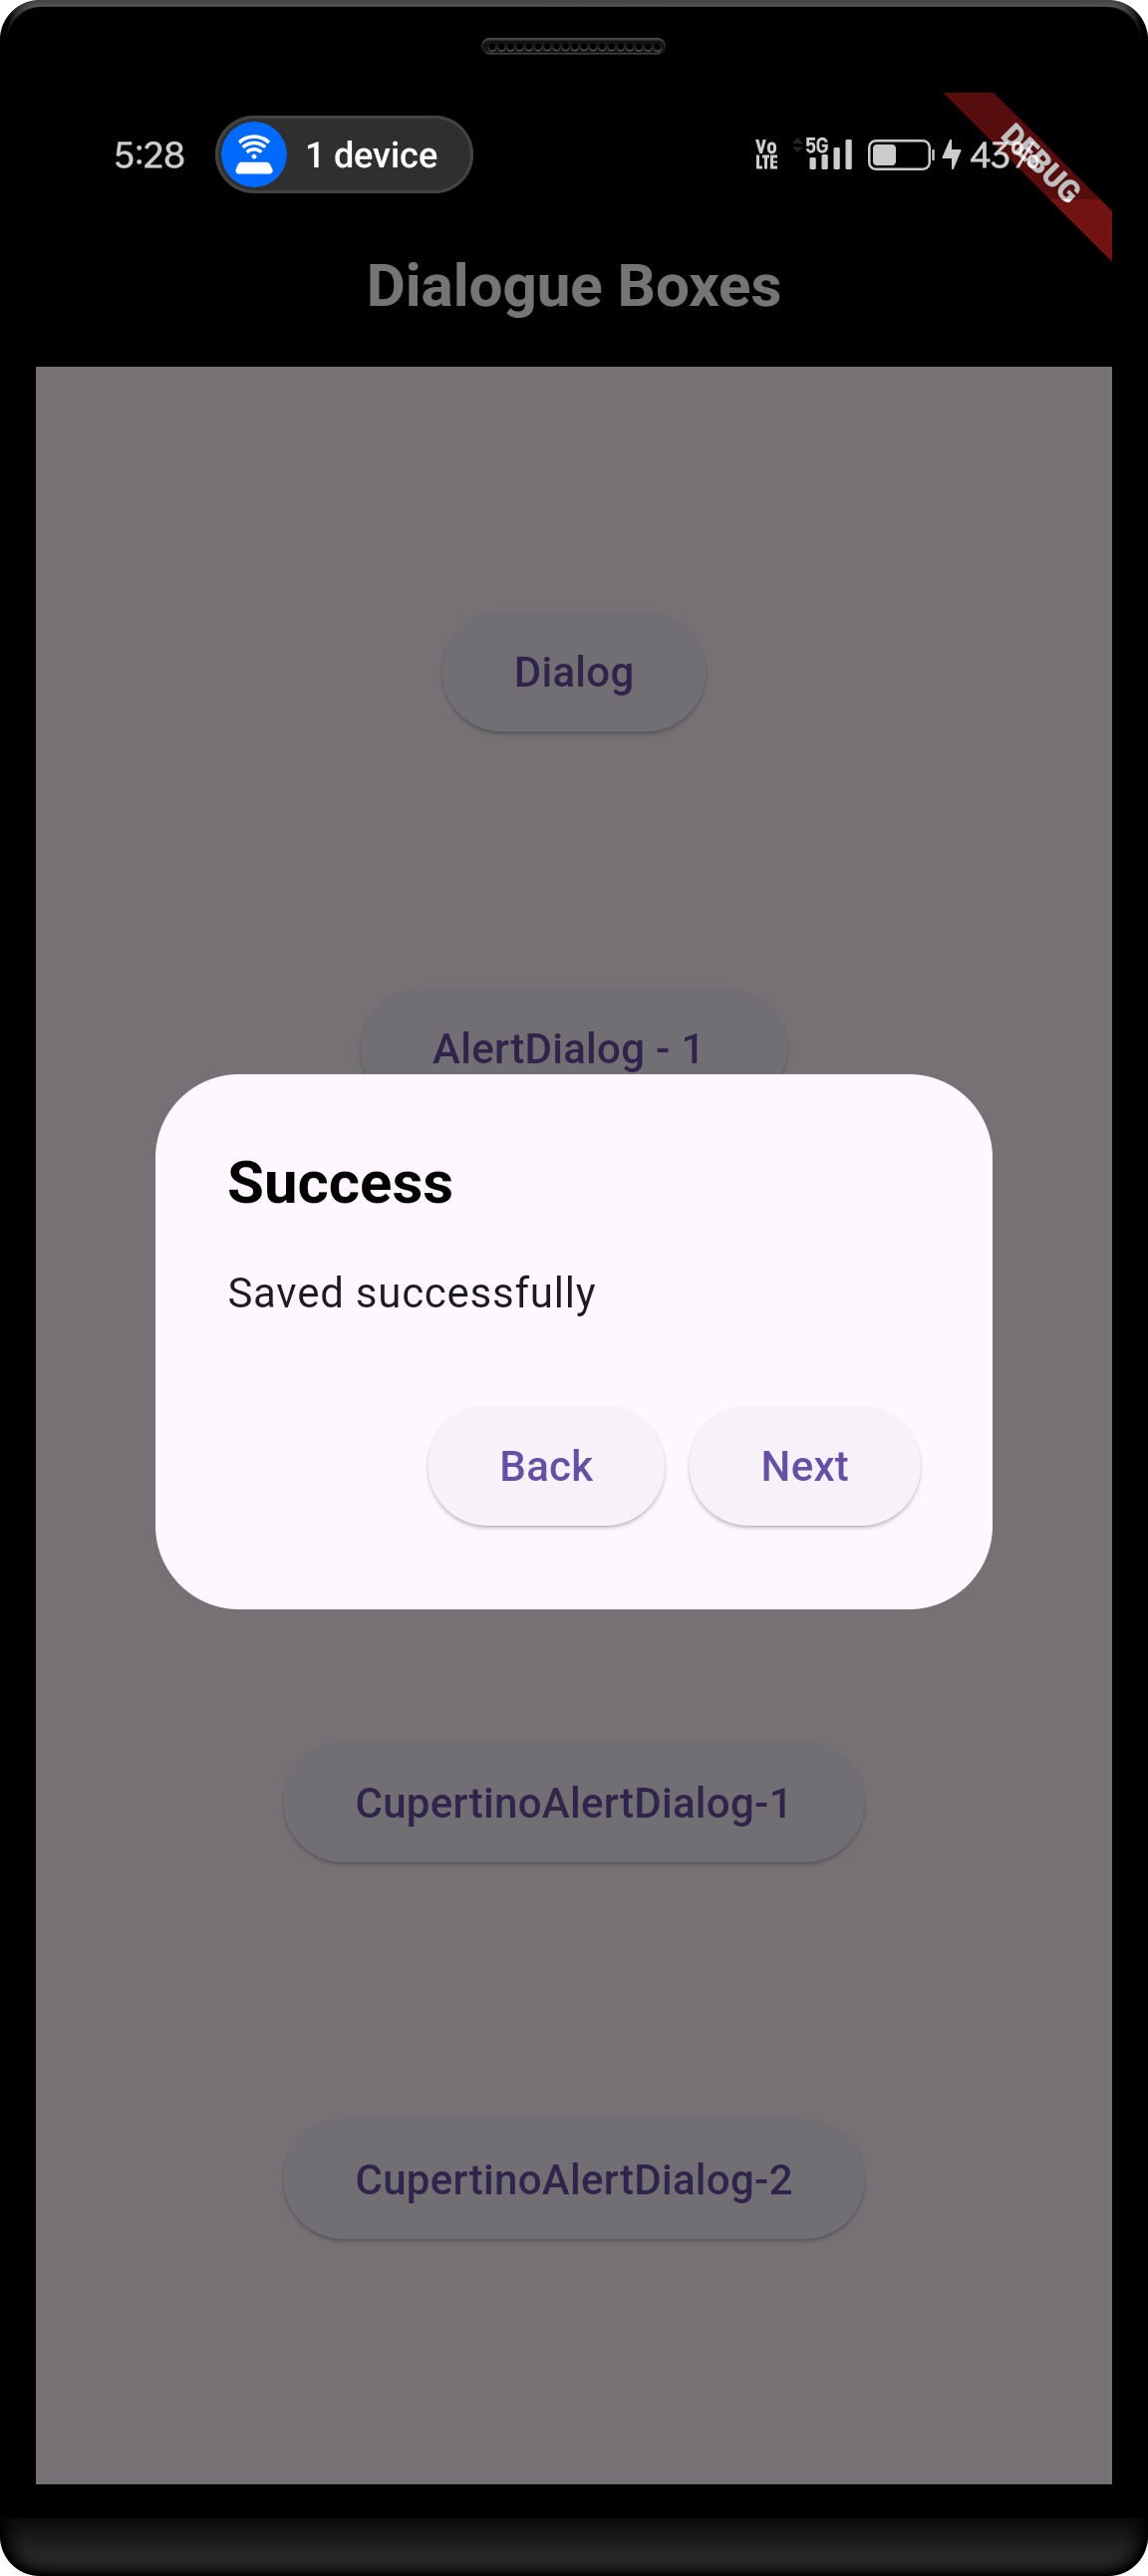 5:28 1 device Vo LTE 5G 43%
DEBUG
Dialogue Boxes
Dialog
AlertDialog - 1
Success
Saved successfully
Back Next
CupertinoAlertDialog-1
CupertinoAlertDialog-2